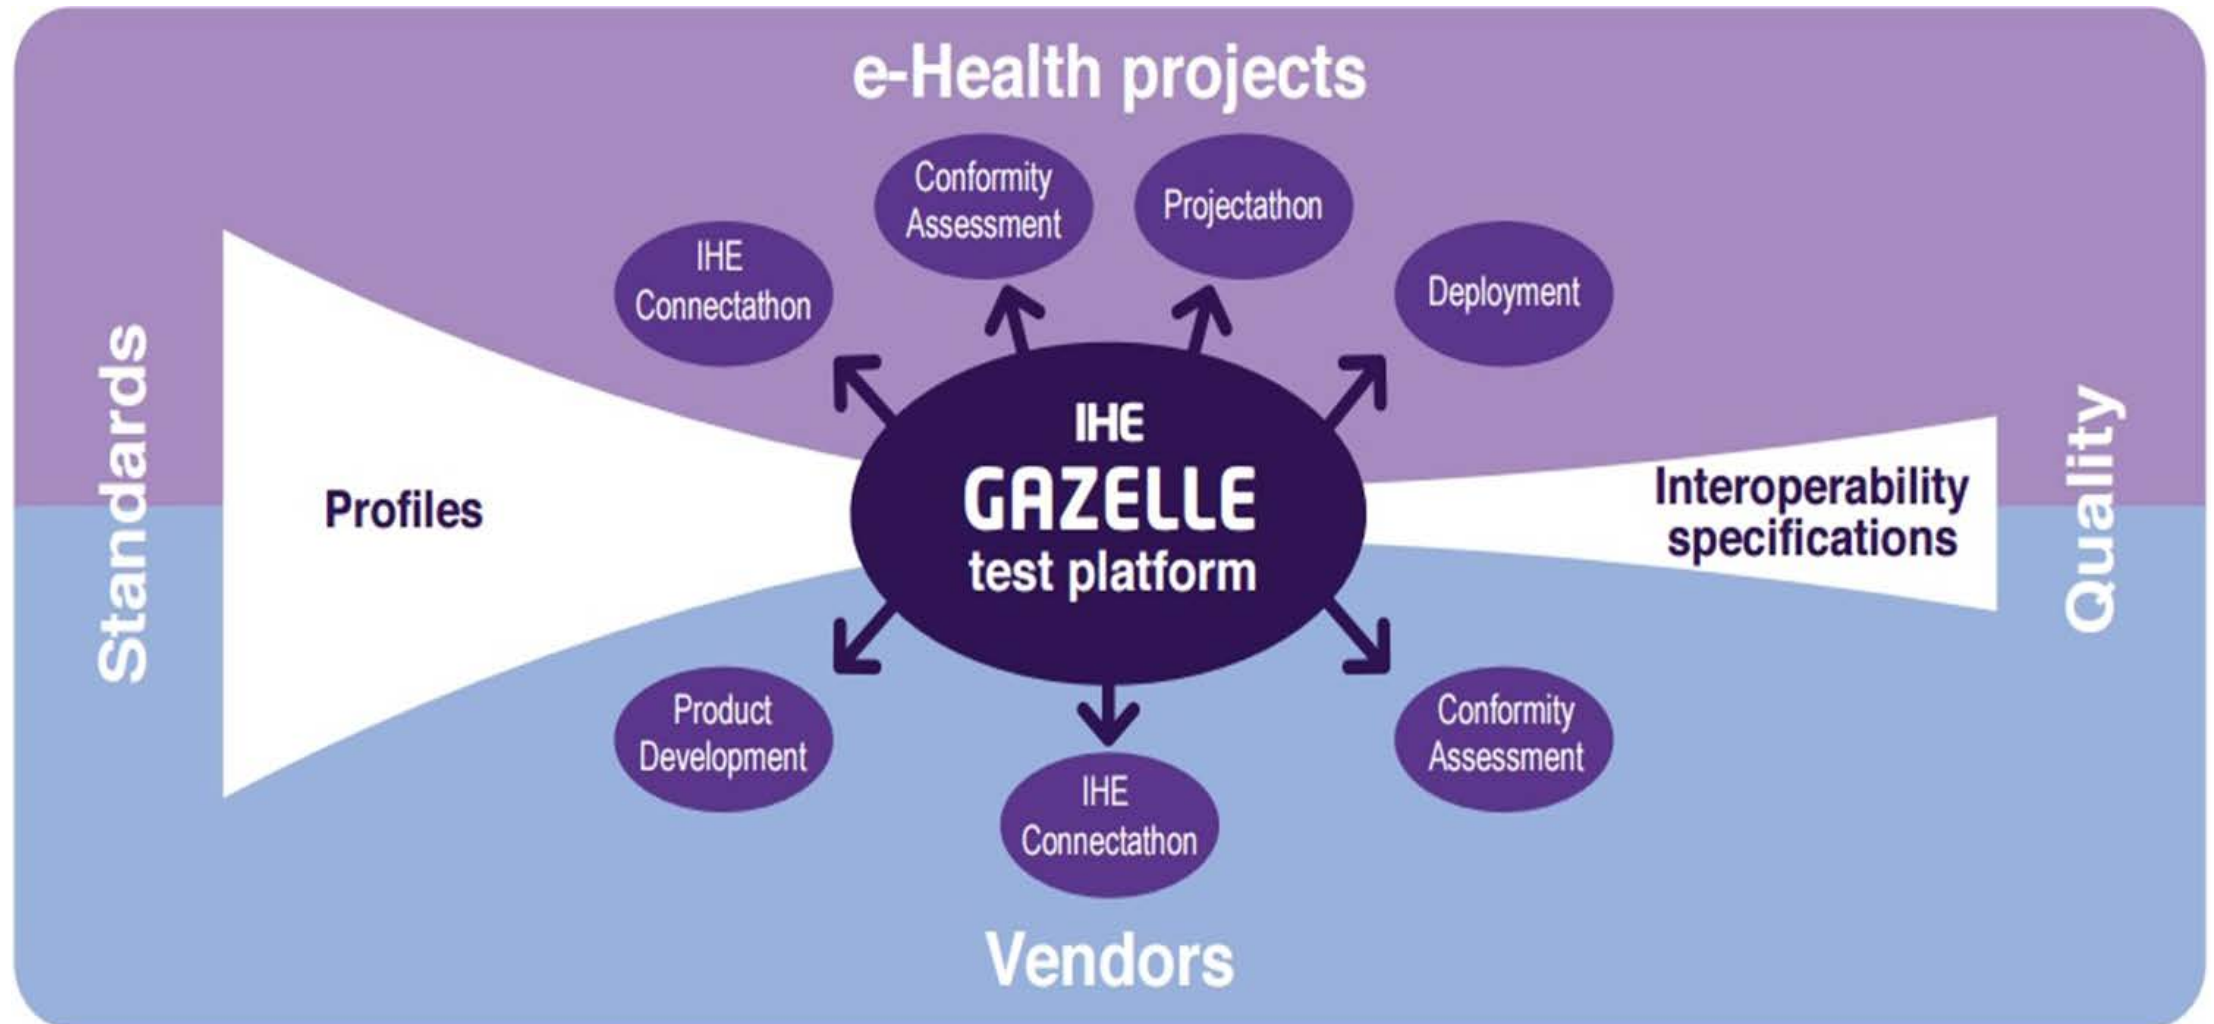 e-Health projects
Conformity
Assessment
Projectathon
IHE
Connectathon
Deployment
Standards
Profiles
IHE
GAZELLE
test platform
Interoperability
specifications
Quality
Product
Development
IHE
Connectathon
Conformity
Assessment
Vendors